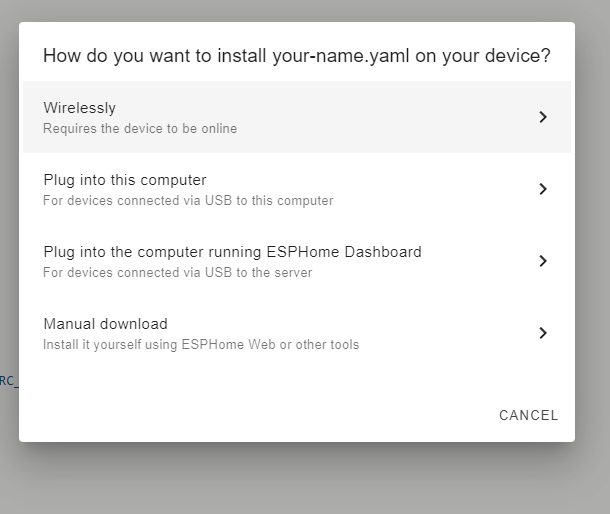 How do you want to install your-name.yaml on your device?
Wirelessly
Requires the device to be online
Plug into this computer
For devices connected via USB to this computer
Plug into the computer running ESPHome Dashboard
For devices connected via USB to the server
Manual download
Install it yourself using ESPHome Web or other tools
RC_
CANCEL